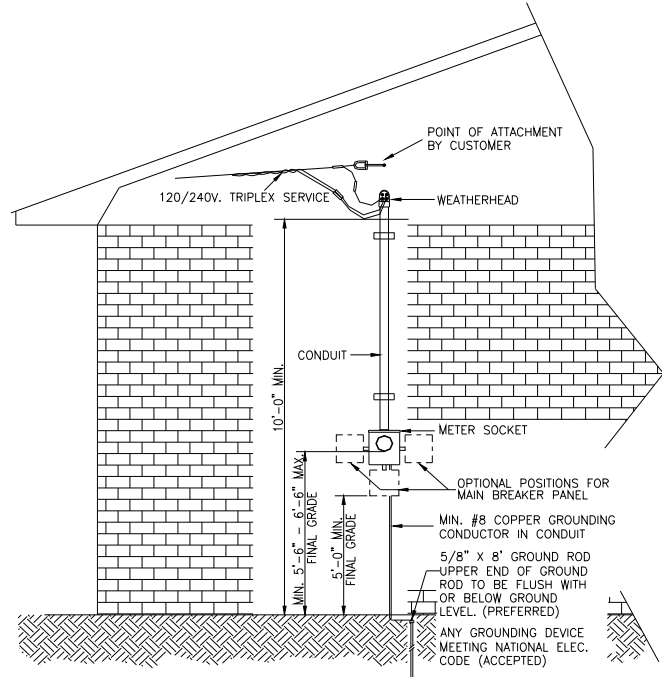 POINT OF ATTACHMENT
BY CUSTOMER
120/240V. TRIPLEX SERVICE
WEATHERHEAD
CONDUIT
10'-0" MIN.
METER SOCKET
OPTIONAL POSITIONS FOR
MAIN BREAKER PANEL
MIN. 5'-6" - 6'-6" MAX.
FINAL GRADE
5'-0" MIN.
FINAL GRADE
MIN. #8 COPPER GROUNDING
CONDUCTOR IN CONDUIT
5/8" X 8' GROUND ROD
UPPER END OF GROUND
ROD TO BE FLUSH WITH
OR BELOW GROUND
LEVEL. (PREFERRED)
ANY GROUNDING DEVICE
MEETING NATIONAL ELEC.
CODE (ACCEPTED)